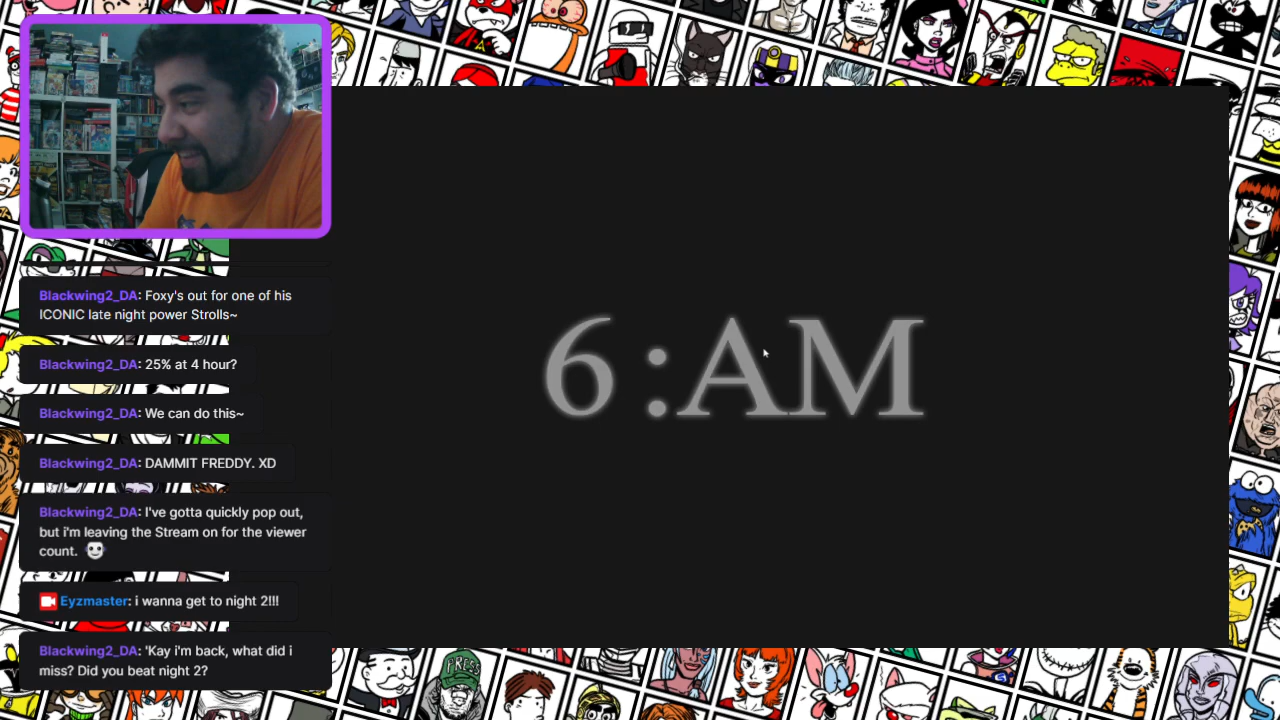 Blackwing2_DA: Foxy's out for one of his
ICONIC late night power Strolls~
Blackwing2_DA: 25% at 4 hour?
Blackwing2_DA: We can do this~
Blackwing2_DA: DAMMIT FREDDY. XD
Blackwing2_DA: I've gotta quickly pop out,
but i'm leaving the Stream on for the viewer
count.
Eyzmaster: i wanna get to night 2!!!
Blackwing2_DA: 'Kay i'm back, what did i
miss? Did you beat night 2?
6 :AM
PRESS